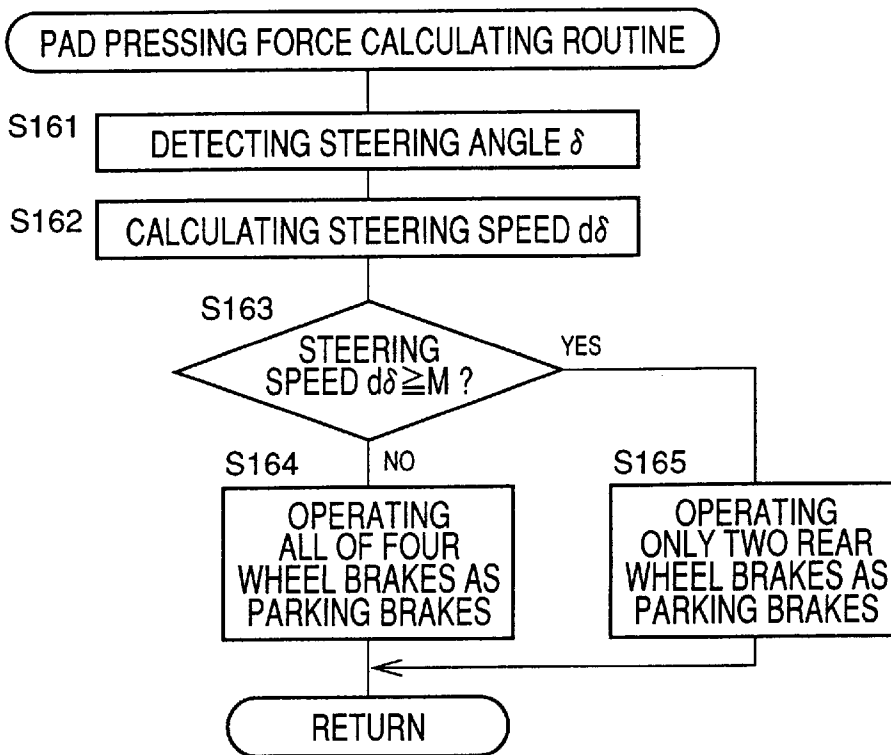 PAD PRESSING FORCE CALCULATING ROUTINE
S161
DETECTING STEERING ANGLE δ
S162
CALCULATING STEERING SPEED dδ
S163
STEERING
SPEED dδ≧M ?
YES
NO
S164
OPERATING
ALL OF FOUR
WHEEL BRAKES AS
PARKING BRAKES
S165
OPERATING
ONLY TWO REAR
WHEEL BRAKES AS
PARKING BRAKES
RETURN